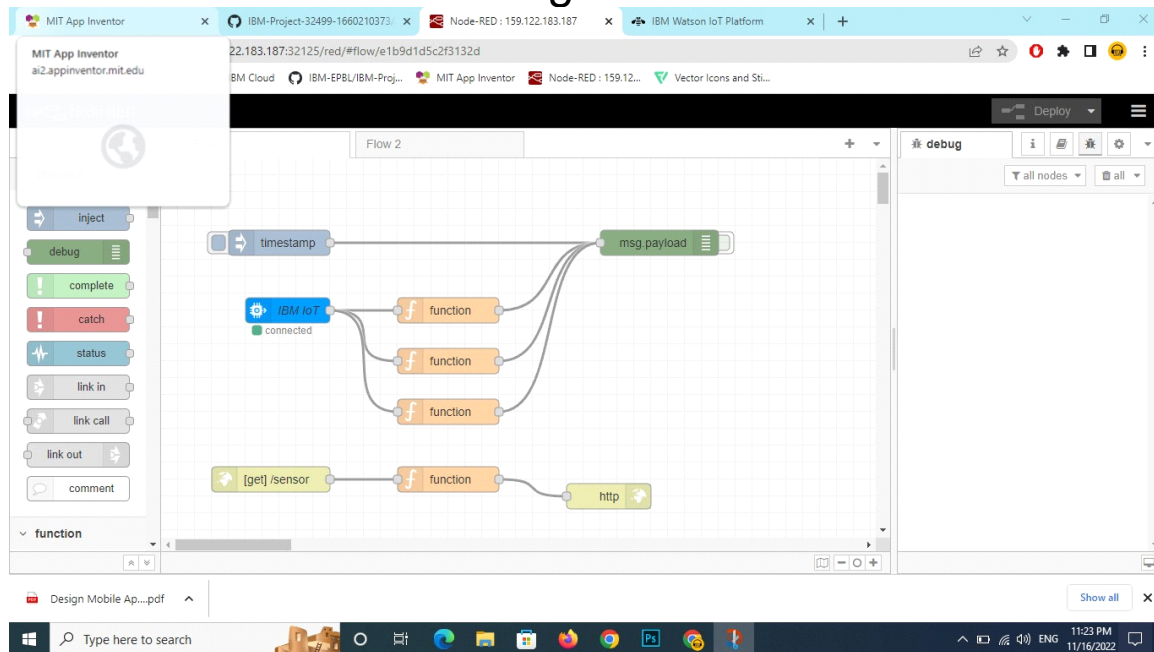 MIT App Inventor
IBM-Project-32499-1660210373/
Node-RED : 159.122.183.187
IBM Watson IoT Platform
MIT App Inventor
ai2.appinventor.mit.edu
22.183.187:32125/red/#flow/e1b9d1d5c2f3132d
BM Cloud
IBM-EPBL/IBM-Proj...
MIT App Inventor
Node-RED : 159.12...
Vector Icons and Sti...
Deploy
Flow 2
debug
i
all nodes
all
inject
debug
complete
catch
status
link in
link call
link out
comment
function
timestamp
msg.payload
IBM IoT
connected
f function
f function
f function
[get] /sensor
f function
http
Design Mobile Ap....pdf
Show all
Type here to search
Ps
ENG
11:23 PM
11/16/2022